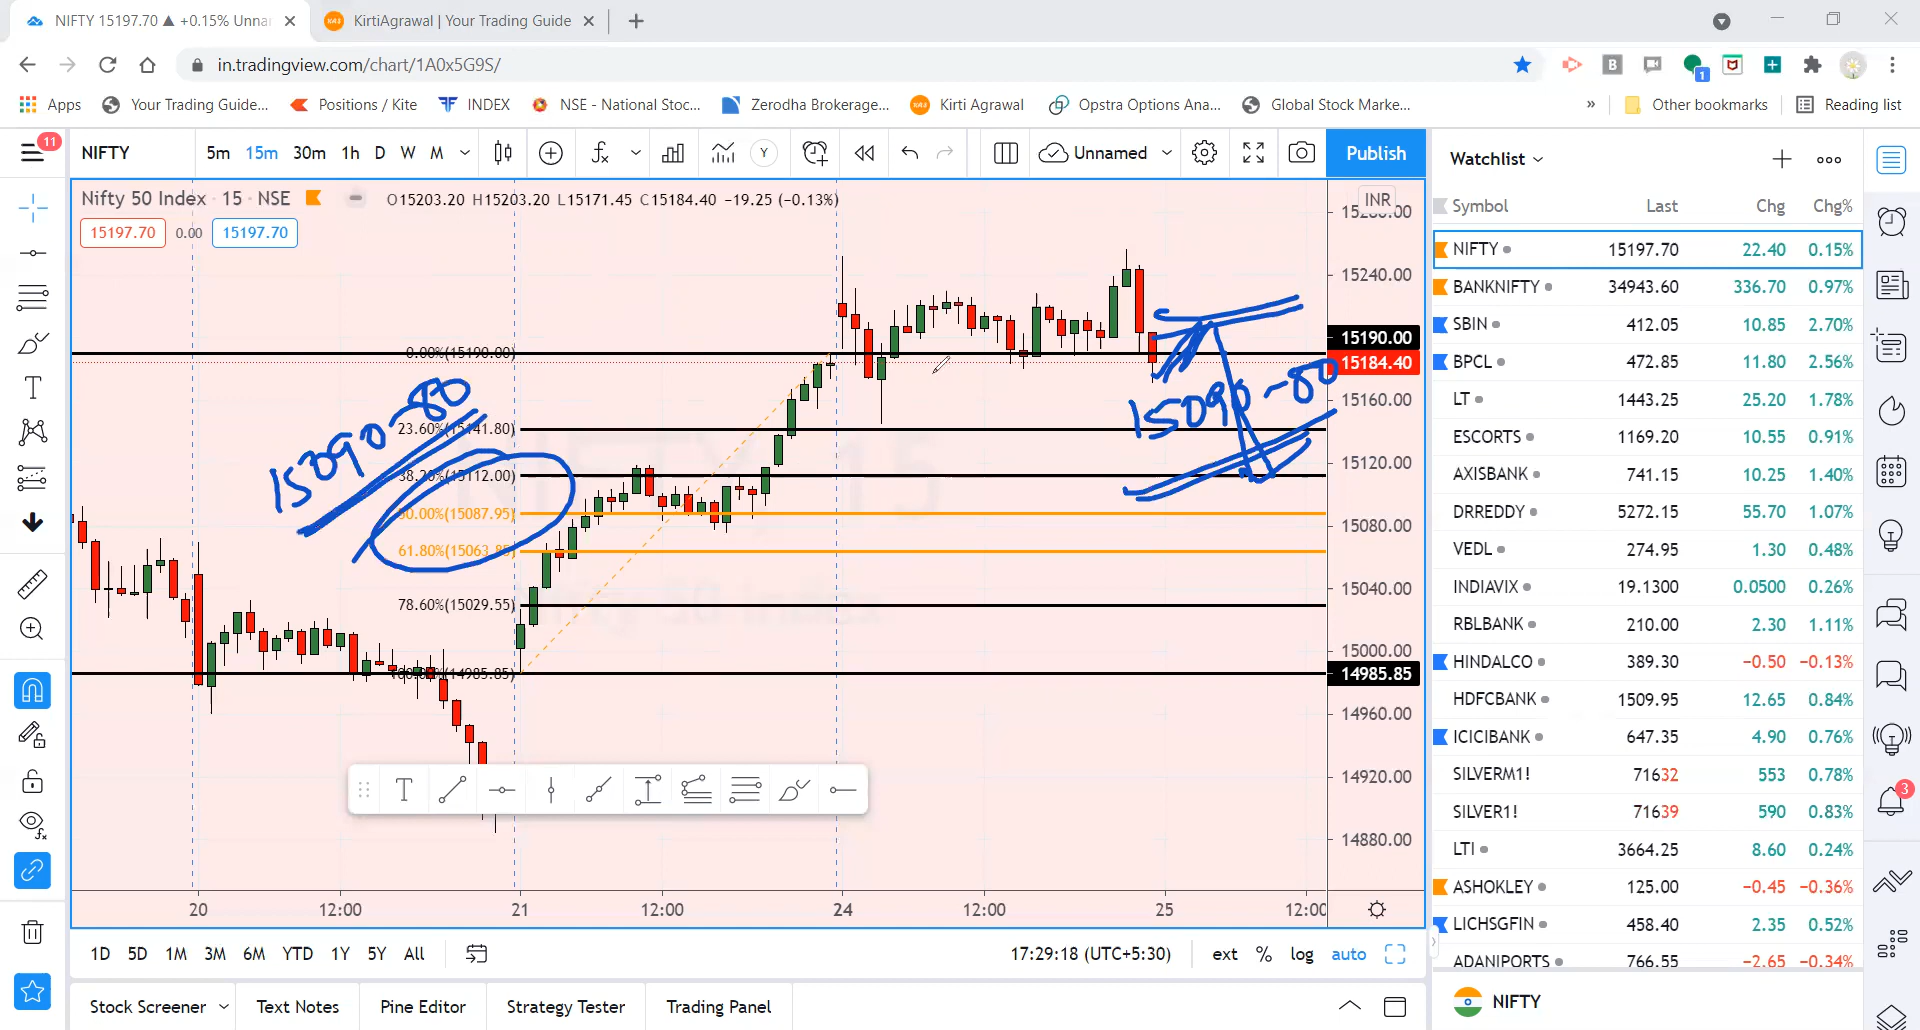 NIFTY 15197.70 ▲ +0.15% Unna
KirtiAgrawal | Your Trading Guide
in.tradingview.com/chart/1A0x5G9S/
Apps
Your Trading Guide...
Positions / Kite
INDEX
NSE - National Stoc...
Zerodha Brokerage...
Kirti Agrawal
Opstra Options Ana...
Global Stock Marke...
»
Other bookmarks
Reading list
11
NIFTY
5m 15m 30m 1h D W M
Y
Unnamed
Publish
Watchlist
Nifty 50 Index · 15 · NSE
O15203.20 H15203.20 L15171.45 C15184.40 −19.25 (−0.13%)
INR
15197.70 0.00 15197.70
15240.00
15190.00
15184.40
15160.00
15120.00
15080.00
15040.00
15000.00
14985.85
14960.00
14920.00
14880.00
0.00%(15190.00)
23.60%(15141.80)
38.20%(15112.00)
50.00%(15087.95)
61.80%(15063.85)
78.60%(15029.55)
15090-80
15090-80
20 12:00 21 12:00 24 12:00 25 12:00
1D 5D 1M 3M 6M YTD 1Y 5Y All
17:29:18 (UTC+5:30)
ext % log auto
Stock Screener
Text Notes
Pine Editor
Strategy Tester
Trading Panel
Symbol Last Chg Chg%
NIFTY 15197.70 22.40 0.15%
BANKNIFTY 34943.60 336.70 0.97%
SBIN 412.05 10.85 2.70%
BPCL 472.85 11.80 2.56%
LT 1443.25 25.20 1.78%
ESCORTS 1169.20 10.55 0.91%
AXISBANK 741.15 10.25 1.40%
DRREDDY 5272.15 55.70 1.07%
VEDL 274.95 1.30 0.48%
INDIAVIX 19.1300 0.0500 0.26%
RBLBANK 210.00 2.30 1.11%
HINDALCO 389.30 −0.50 −0.13%
HDFCBANK 1509.95 12.65 0.84%
ICICIBANK 647.35 4.90 0.76%
SILVERM1! 71632 553 0.78%
SILVER1! 71639 590 0.83%
LTI 3664.25 8.60 0.24%
ASHOKLEY 125.00 −0.45 −0.36%
LICHSGFIN 458.40 2.35 0.52%
ADANIPORTS 766.55 −2.65 −0.34%
NIFTY
3